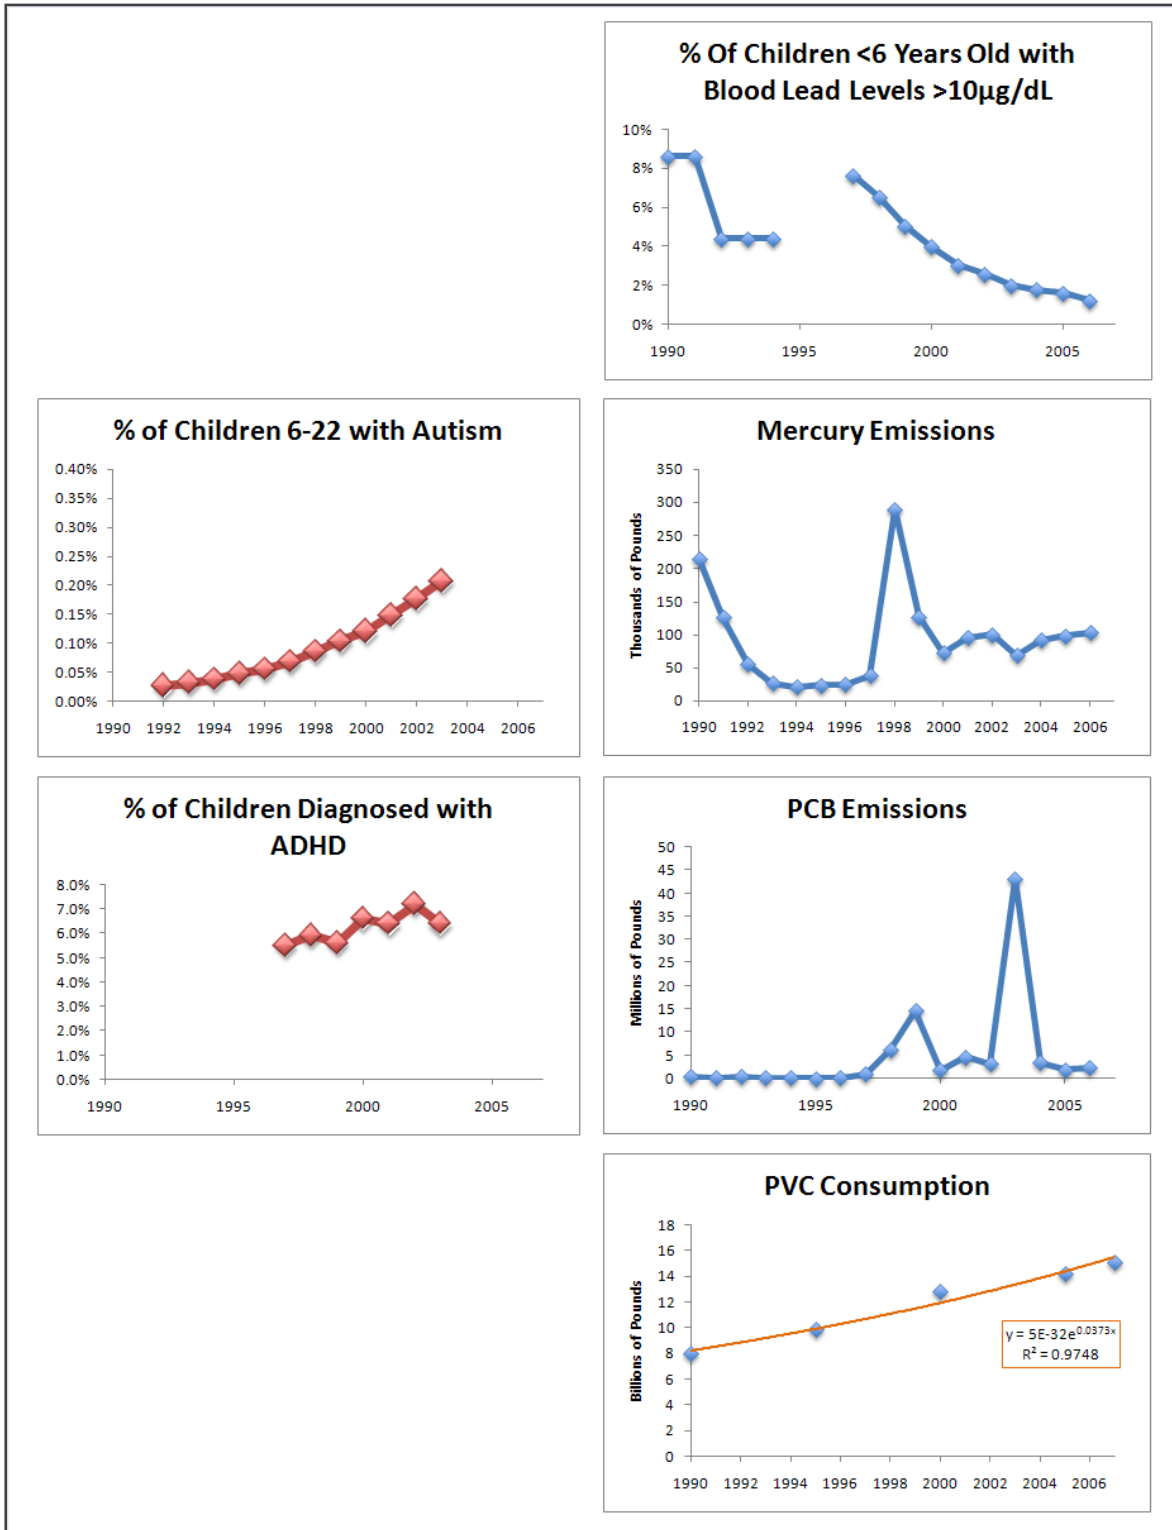 % Of Children <6 Years Old with
Blood Lead Levels >10µg/dL
10%
8%
6%
4%
2%
0%
1990 1995 2000 2005
% of Children 6-22 with Autism
0.40%
0.35%
0.30%
0.25%
0.20%
0.15%
0.10%
0.05%
0.00%
1990 1992 1994 1996 1998 2000 2002 2004 2006
Mercury Emissions
Thousands of Pounds
350
300
250
200
150
100
50
0
1990 1992 1994 1996 1998 2000 2002 2004 2006
% of Children Diagnosed with
ADHD
8.0%
7.0%
6.0%
5.0%
4.0%
3.0%
2.0%
1.0%
0.0%
1990 1995 2000 2005
PCB Emissions
Millions of Pounds
50
45
40
35
30
25
20
15
10
5
0
1990 1995 2000 2005
PVC Consumption
Billions of Pounds
18
16
14
12
10
8
6
4
2
0
y = 5E-32e^0.0373x
R² = 0.9748
1990 1992 1994 1996 1998 2000 2002 2004 2006